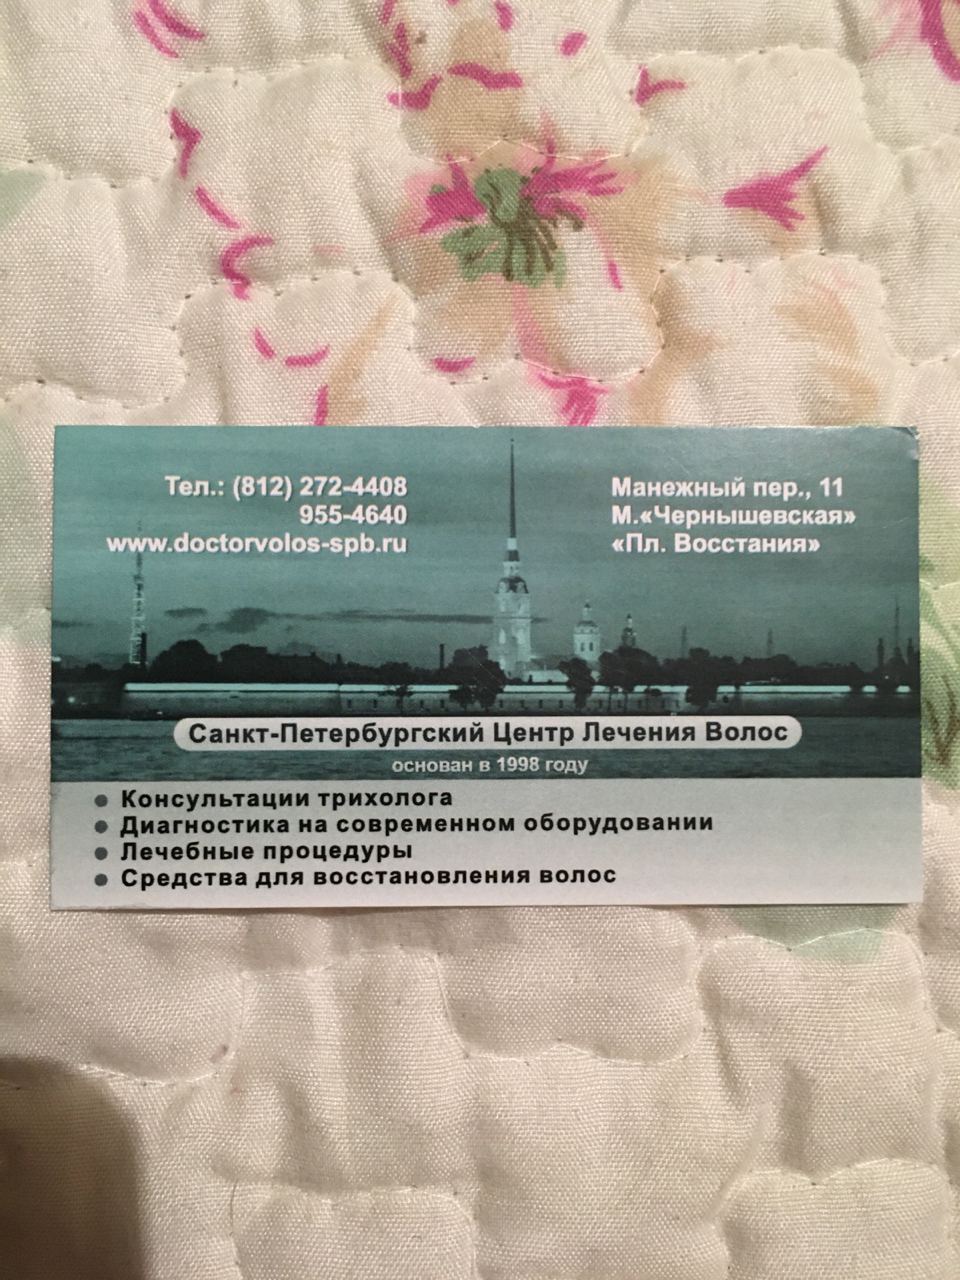 Тел.: (812) 272-4408
955-4640
www.doctorvolos-spb.ru
Манежный пер., 11
М.«Чернышевская»
«Пл. Восстания»
Санкт-Петербургский Центр Лечения Волос
основан в 1998 году
Консультации трихолога
Диагностика на современном оборудовании
Лечебные процедуры
Средства для восстановления волос